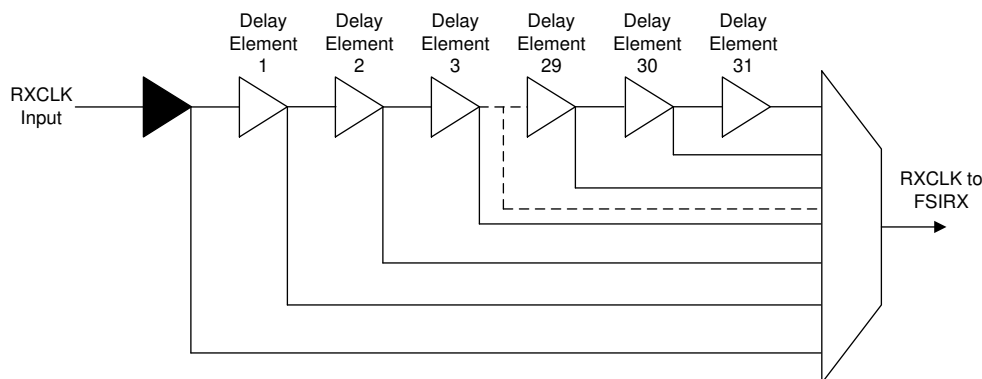 Delay
Element
1
Delay
Element
2
Delay
Element
3
Delay
Element
29
Delay
Element
30
Delay
Element
31
RXCLK
Input
RXCLK to
FSIRX